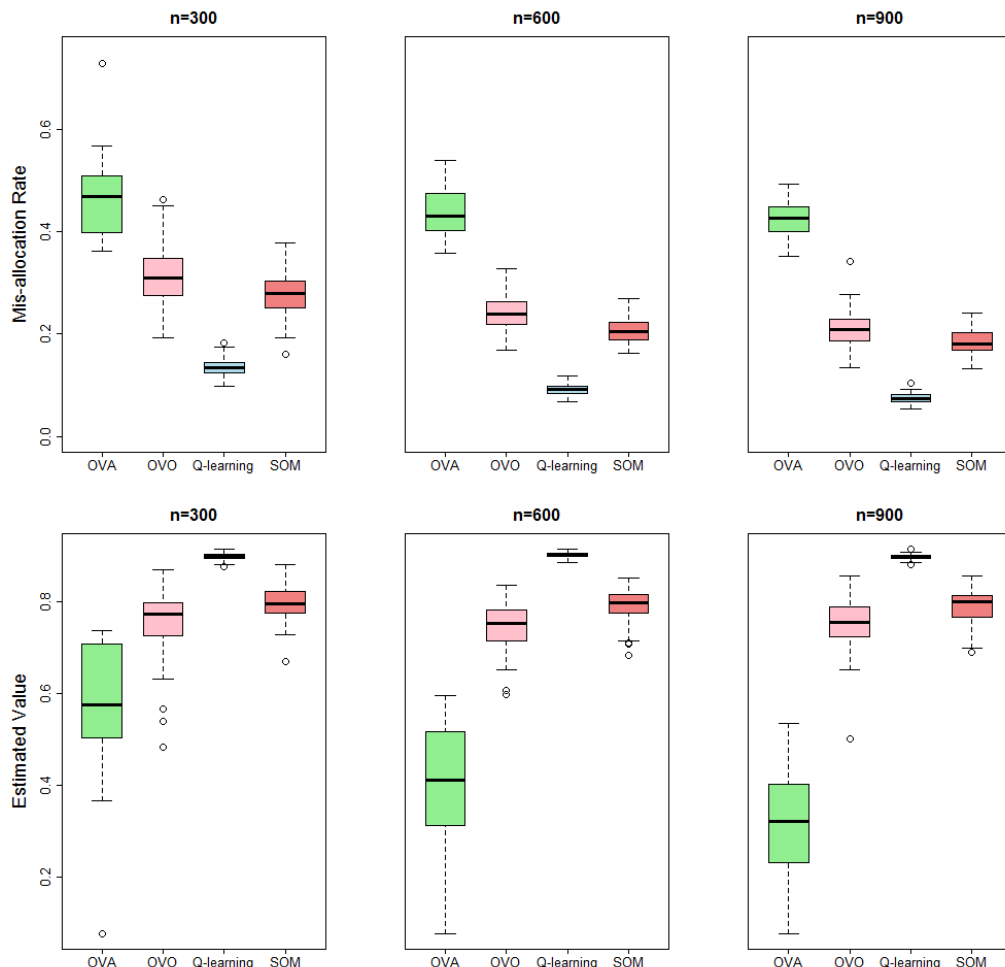 n=300 n=600 n=900
Mis-allocation Rate
0.6
0.4
0.2
0.0
OVA OVO Q-learning SOM OVA OVO Q-learning SOM OVA OVO Q-learning SOM
n=300 n=600 n=900
Estimated Value
0.8
0.6
0.4
0.2
OVA OVO Q-learning SOM OVA OVO Q-learning SOM OVA OVO Q-learning SOM